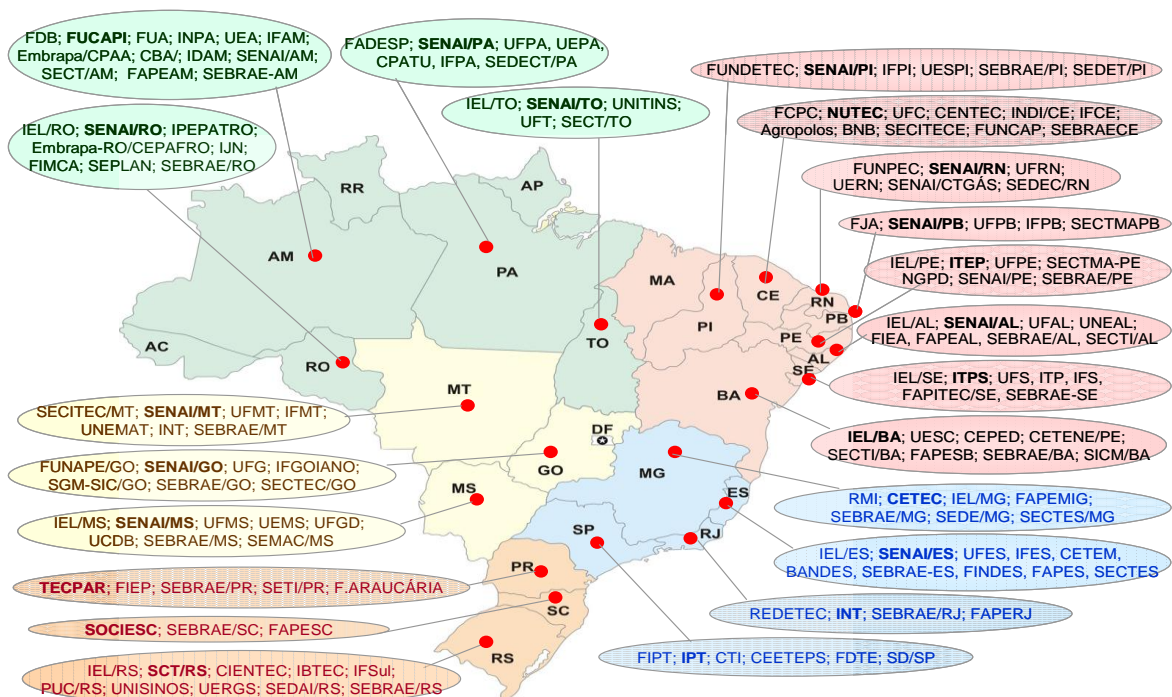 FDB; FUCAPI; FUA; INPA; UEA; IFAM;
Embrapa/CPAA; CBA/; IDAM; SENAI/AM;
SECT/AM; FAPEAM; SEBRAE-AM
FADESP; SENAI/PA; UFPA, UEPA,
CPATU, IFPA, SEDECT/PA
IEL/TO; SENAI/TO; UNITINS;
UFT; SECT/TO
IEL/RO; SENAI/RO; IPEPATRO;
Embrapa-RO/CEPAFRO; IJN;
FIMCA; SEPLAN; SEBRAE/RO
FUNDETEC; SENAI/PI; IFPI; UESPI; SEBRAE/PI; SEDET/PI
FCPC; NUTEC; UFC; CENTEC; INDI/CE; IFCE;
Agropolos; BNB; SECITECE; FUNCAP; SEBRAECE
FUNPEC; SENAI/RN; UFRN;
UERN; SENAI/CTGÁS; SEDEC/RN
FJA; SENAI/PB; UFPB; IFPB; SECTMAPB
IEL/PE; ITEP; UFPE; SECTMA-PE
NGPD; SENAI/PE; SEBRAE/PE
IEL/AL; SENAI/AL; UFAL; UNEAL;
FIEA, FAPEAL, SEBRAE/AL, SECTI/AL
IEL/SE; ITPS; UFS, ITP, IFS,
FAPITEC/SE, SEBRAE-SE
IEL/BA; UESC; CEPED; CETENE/PE;
SECTI/BA; FAPESB; SEBRAE/BA; SICM/BA
RMI; CETEC; IEL/MG; FAPEMIG;
SEBRAE/MG; SEDE/MG; SECTES/MG
IEL/ES; SENAI/ES; UFES, IFES, CETEM,
BANDES, SEBRAE-ES, FINDES, FAPES, SECTES
REDETEC; INT; SEBRAE/RJ; FAPERJ
FIPT; IPT; CTI; CEETEPS; FDTE; SD/SP
SECITEC/MT; SENAI/MT; UFMT; IFMT;
UNEMAT; INT; SEBRAE/MT
FUNAPE/GO; SENAI/GO; UFG; IFGOIANO;
SGM-SIC/GO; SEBRAE/GO; SECTEC/GO
IEL/MS; SENAI/MS; UFMS; UEMS; UFGD;
UCDB; SEBRAE/MS; SEMAC/MS
TECPAR; FIEP; SEBRAE/PR; SETI/PR; F.ARAUCÁRIA
SOCIESC; SEBRAE/SC; FAPESC
IEL/RS; SCT/RS; CIENTEC; IBTEC; IFSul;
PUC/RS; UNISINOS; UERGS; SEDAI/RS; SEBRAE/RS
RR
AP
AM
PA
MA
CE
RN
PB
PI
PE
AL
SE
AC
RO
TO
MT
BA
DF
GO
MG
MS
ES
SP
RJ
PR
SC
RS